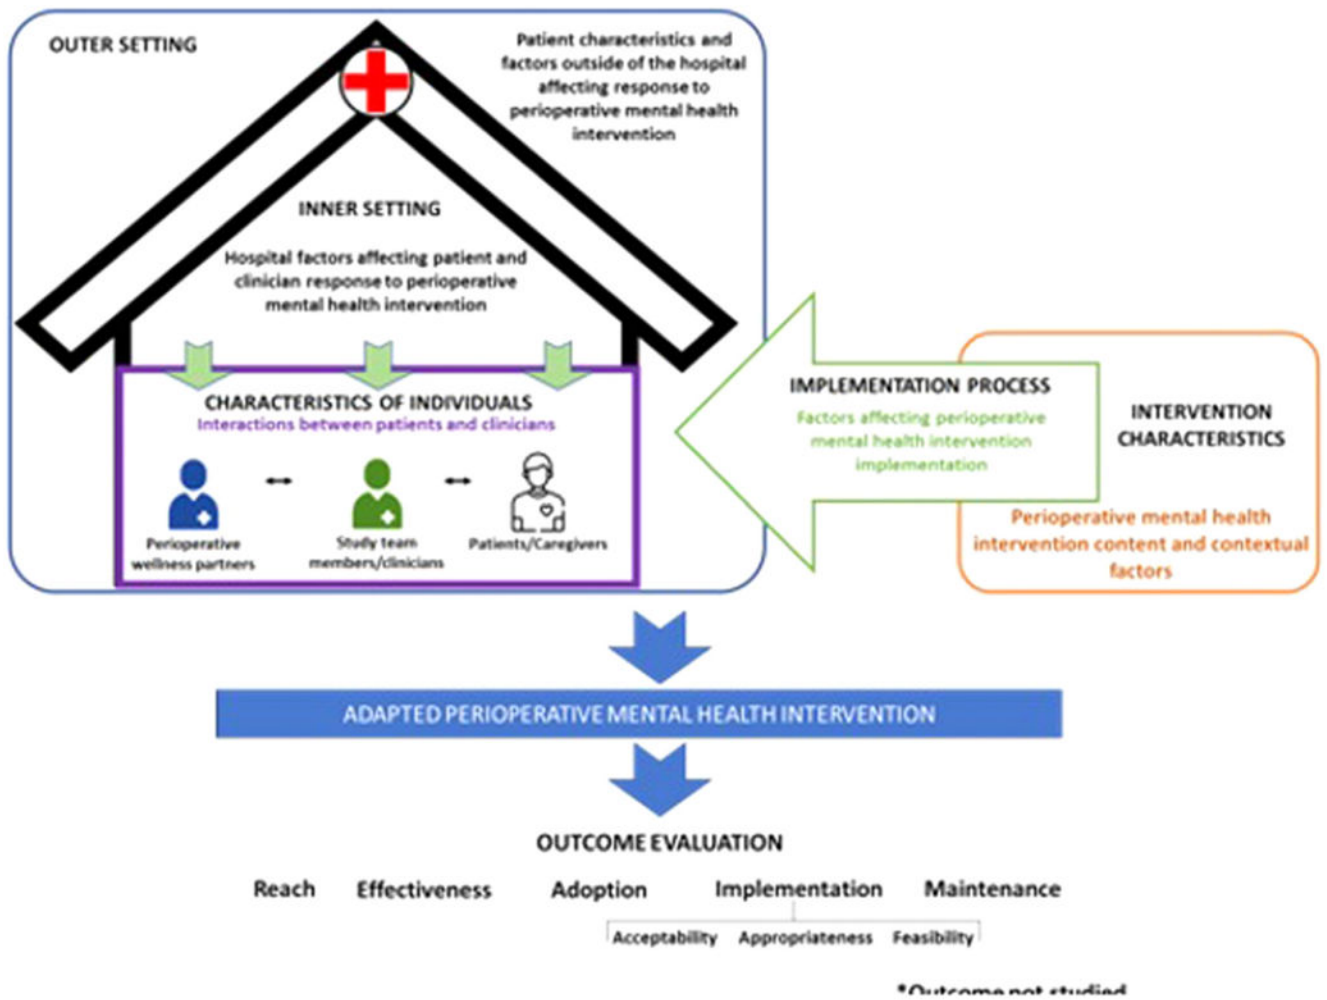 OUTER SETTING
Patient characteristics and
factors outside of the hospital
affecting response to
perioperative mental health
intervention
INNER SETTING
Hospital factors affecting patient and
clinician response to perioperative
mental health intervention
CHARACTERISTICS OF INDIVIDUALS
Interactions between patients and clinicians
Perioperative
wellness partners
Study team
members/clinicians
Patients/Caregivers
IMPLEMENTATION PROCESS
Factors affecting perioperative
mental health intervention
implementation
INTERVENTION
CHARACTERISTICS
Perioperative mental health
intervention content and contextual
factors
ADAPTED PERIOPERATIVE MENTAL HEALTH INTERVENTION
OUTCOME EVALUATION
Reach Effectiveness Adoption Implementation Maintenance
Acceptability Appropriateness Feasibility
*Outcome not studied